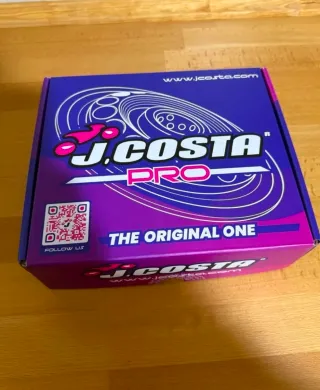 www.jcosta.com
J.COSTA®
PRO
THE ORIGINAL ONE
FOLLOW US
J.COSTA
www.jcosta.com